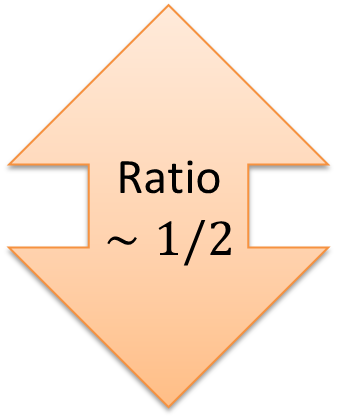 Ratio
~ 1/2